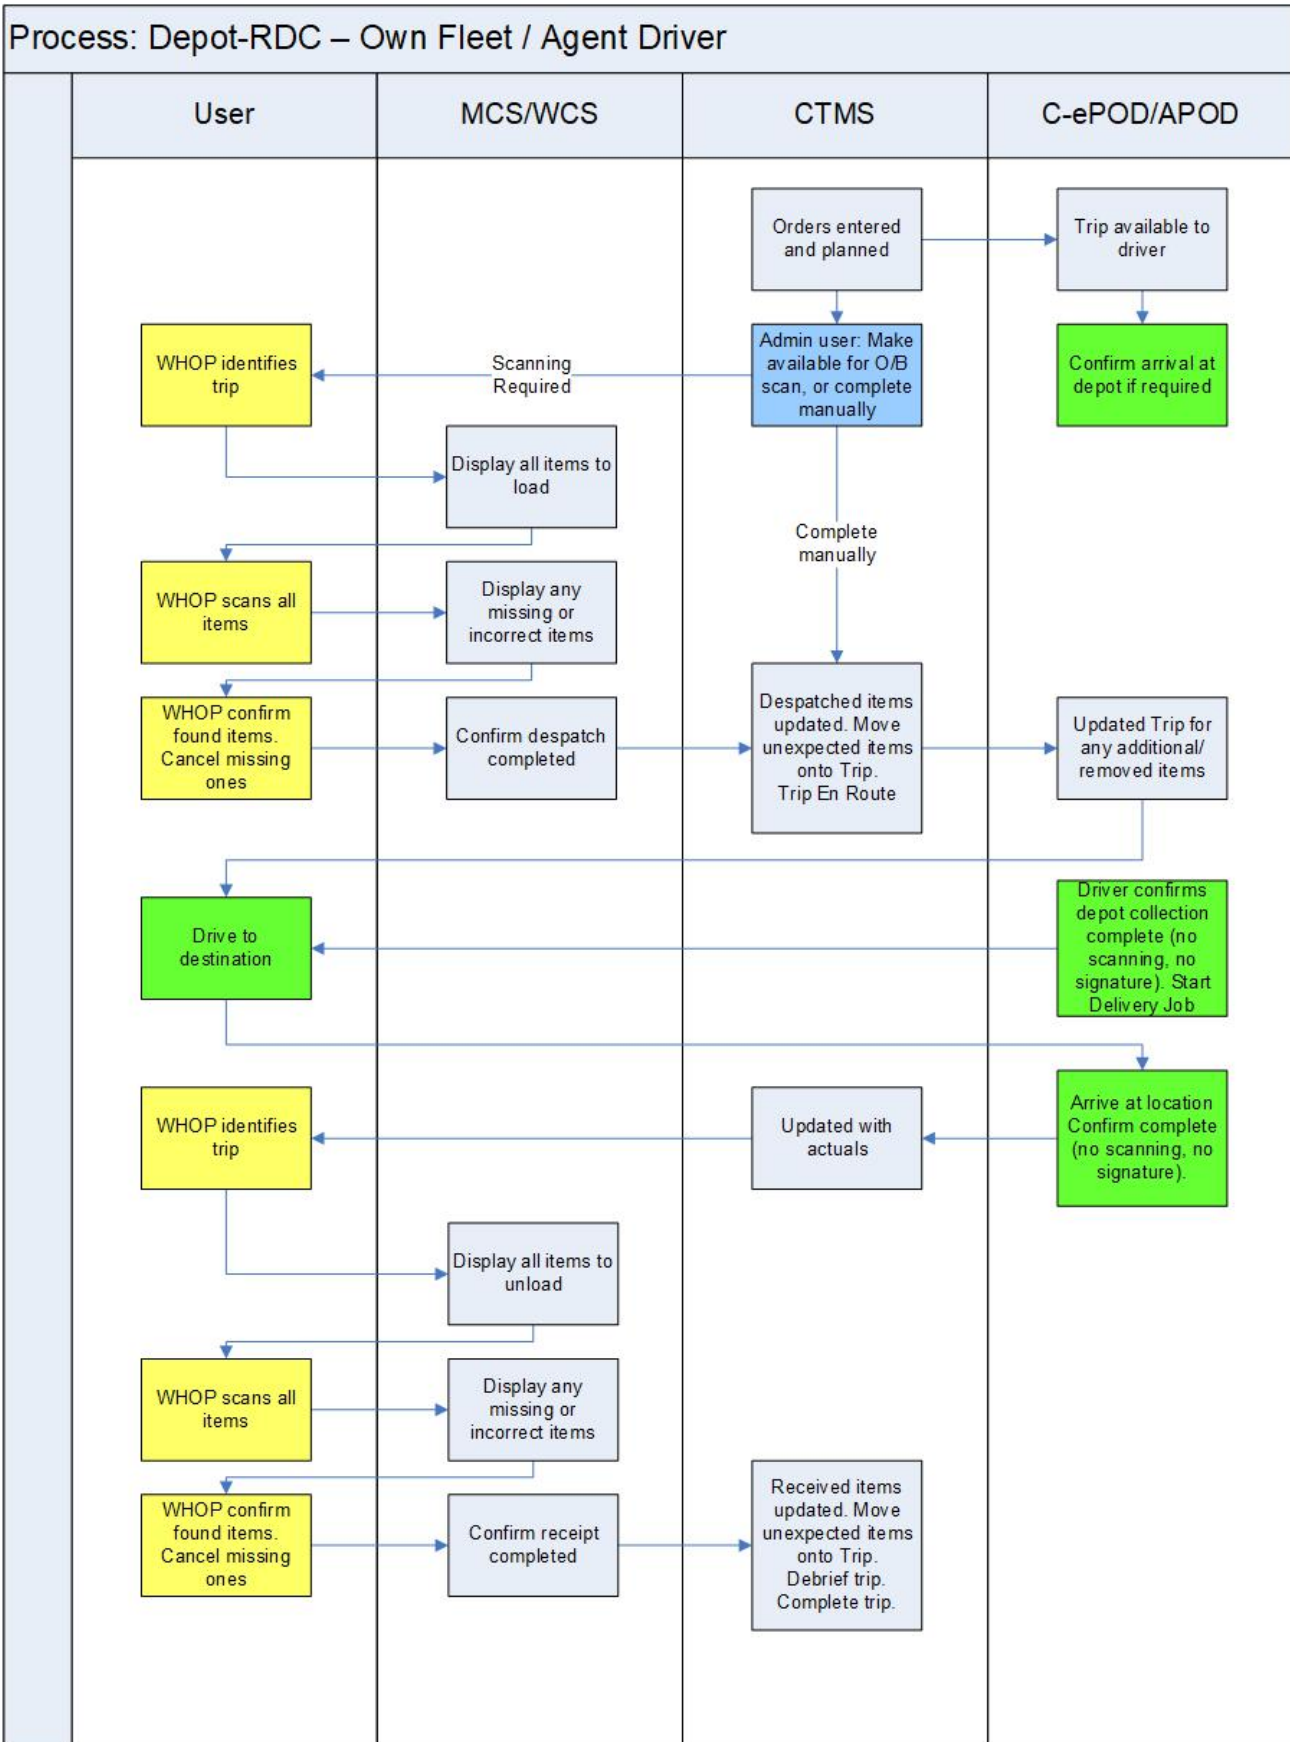 Process: Depot-RDC – Own Fleet / Agent Driver
User
MCS/WCS
CTMS
C-ePOD/APOD
Orders entered
and planned
Trip available to
driver
WHOP identifies
trip
Scanning
Required
Admin user: Make
available for O/B
scan, or complete
manually
Confirm arrival at
depot if required
Display all items to
load
Complete
manually
WHOP scans all
items
Display any
missing or
incorrect items
WHOP confirm
found items.
Cancel missing
ones
Confirm despatch
completed
Despatched items
updated. Move
unexpected items
onto Trip.
Trip En Route
Updated Trip for
any additional/
removed items
Drive to
destination
Driver confirms
depot collection
complete (no
scanning, no
signature). Start
Delivery Job
WHOP identifies
trip
Updated with
actuals
Arrive at location
Confirm complete
(no scanning, no
signature).
Display all items to
unload
WHOP scans all
items
Display any
missing or
incorrect items
WHOP confirm
found items.
Cancel missing
ones
Confirm receipt
completed
Received items
updated. Move
unexpected items
onto Trip.
Debrief trip.
Complete trip.